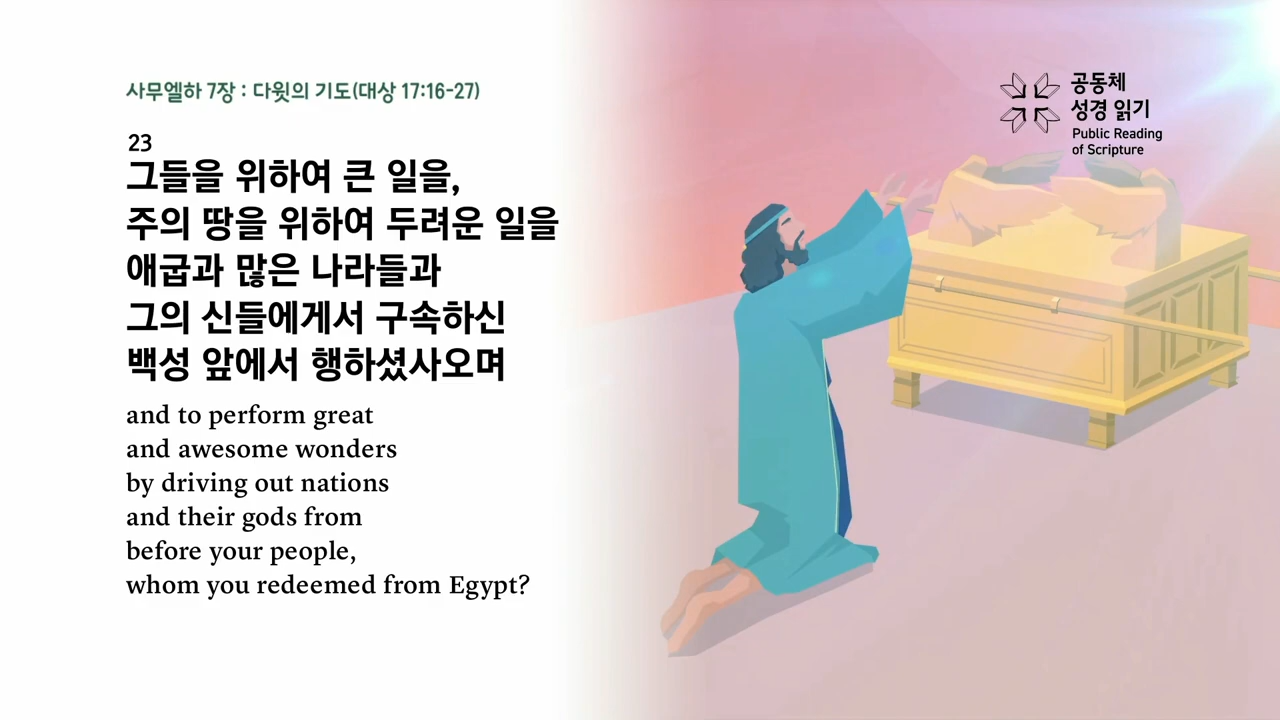 사무엘하 7장 : 다윗의 기도(대상 17:16-27)
23
그들을 위하여 큰 일을,
주의 땅을 위하여 두려운 일을
애굽과 많은 나라들과
그의 신들에게서 구속하신
백성 앞에서 행하셨사오며
and to perform great
and awesome wonders
by driving out nations
and their gods from
before your people,
whom you redeemed from Egypt?
공동체
성경 읽기
Public Reading
of Scripture